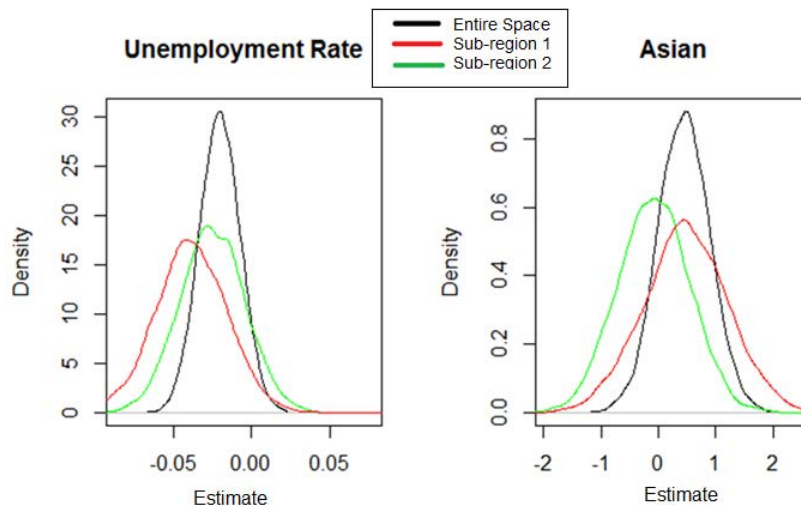 Entire Space
Sub-region 1
Sub-region 2
Unemployment Rate
Asian
Density
0 5 10 15 20 25 30
-0.05 0.00 0.05
Estimate
Density
0.0 0.2 0.4 0.6 0.8
-2 -1 0 1 2
Estimate